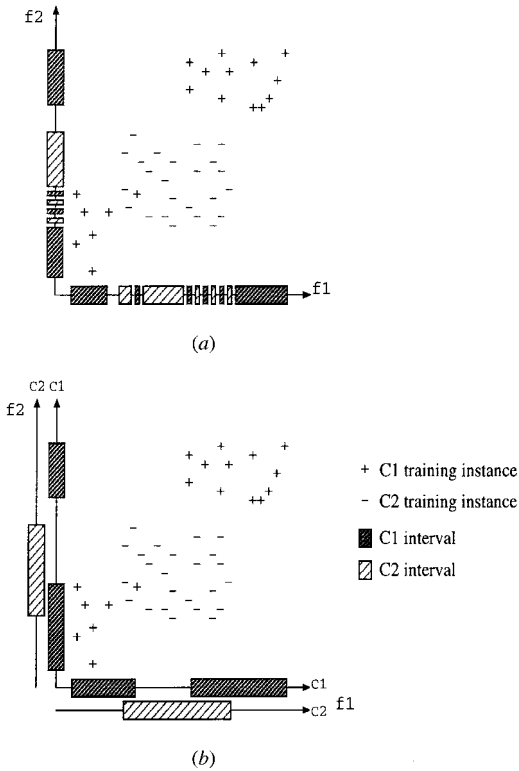 f2
f1
(a)
C2 C1
f2
+ C1 training instance
− C2 training instance
C1 interval
C2 interval
C1
f1
C2
(b)